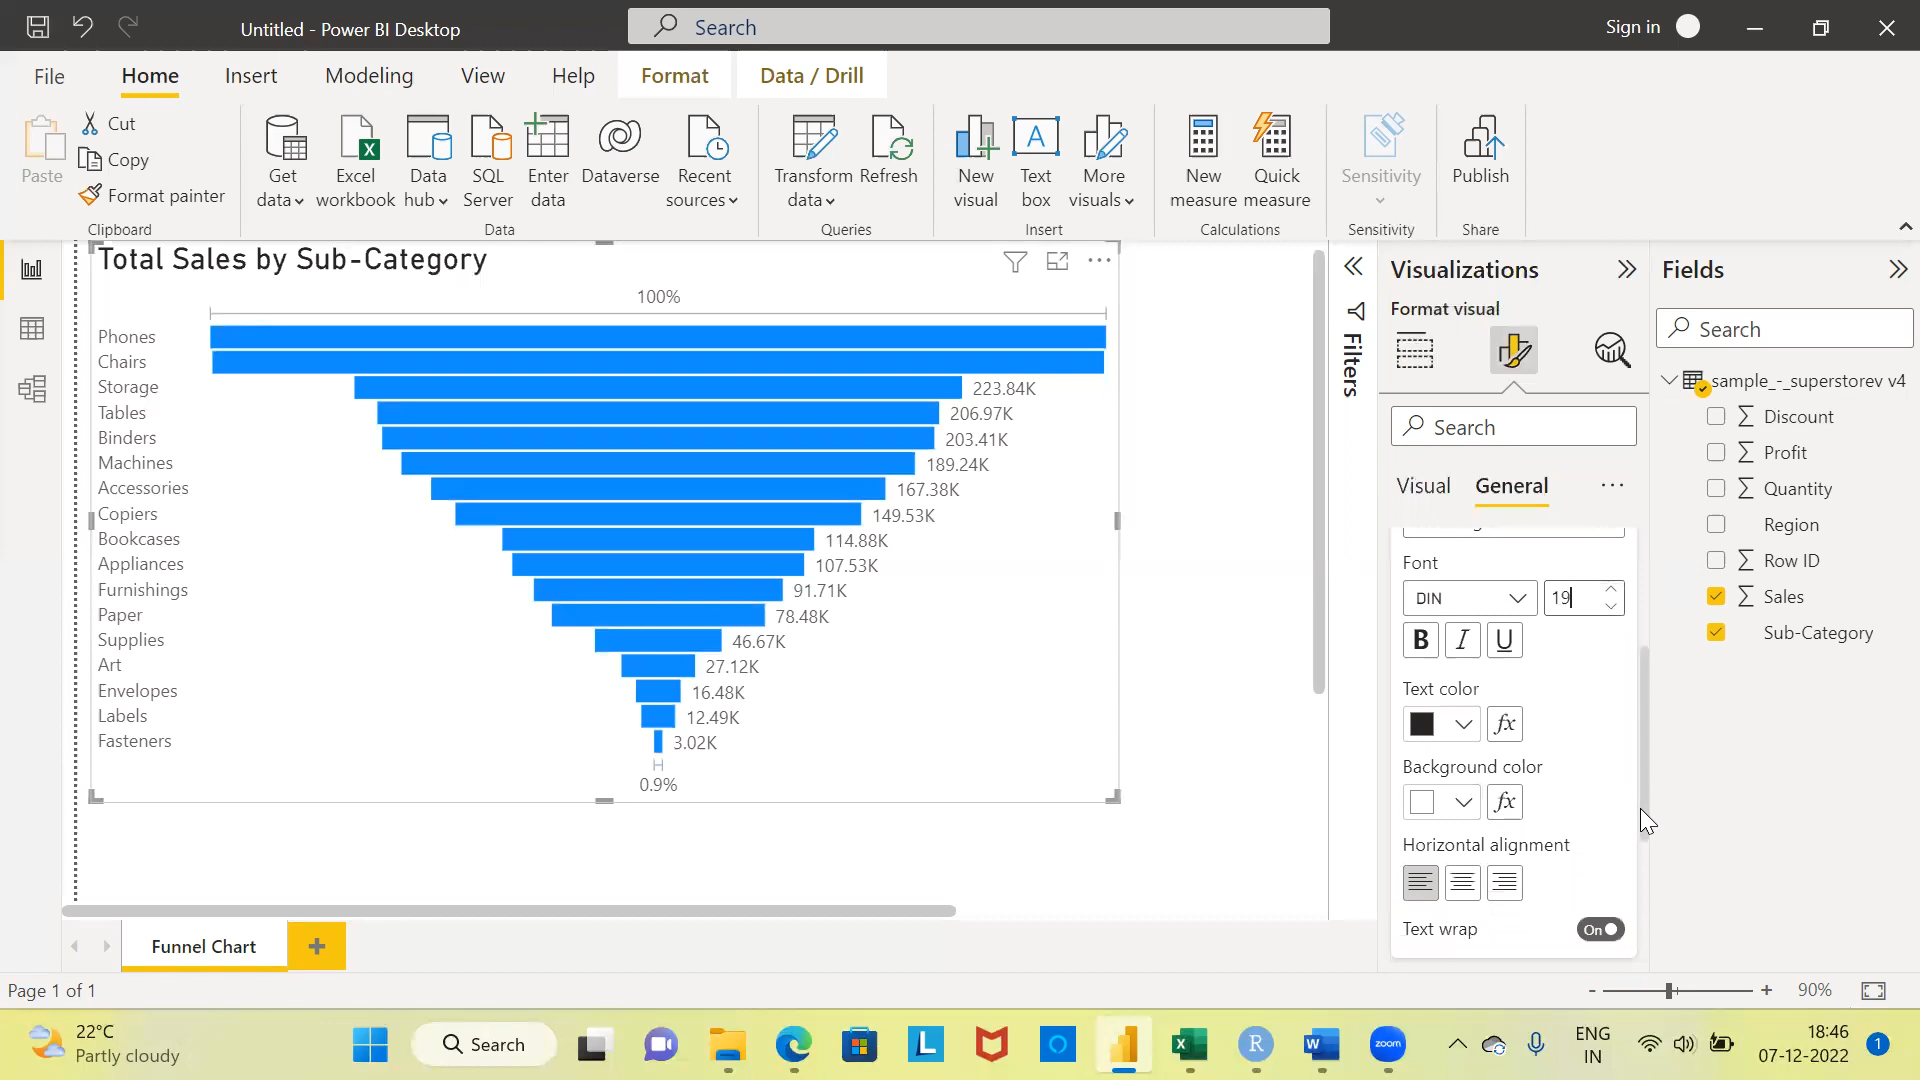 Untitled - Power BI Desktop
Search
Sign in
File
Home
Insert
Modeling
View
Help
Format
Data / Drill
Paste
Cut
Copy
Format painter
Clipboard
Get data
Excel workbook
Data hub
SQL Server
Enter data
Dataverse
Recent sources
Data
Transform data
Refresh
Queries
New visual
Text box
More visuals
Insert
New measure
Quick measure
Calculations
Sensitivity
Sensitivity
Publish
Share
Total Sales by Sub-Category
100%
Phones
Chairs
Storage 223.84K
Tables 206.97K
Binders 203.41K
Machines 189.24K
Accessories 167.38K
Copiers 149.53K
Bookcases 114.88K
Appliances 107.53K
Furnishings 91.71K
Paper 78.48K
Supplies 46.67K
Art 27.12K
Envelopes 16.48K
Labels 12.49K
Fasteners 3.02K
0.9%
Filters
Visualizations
Format visual
Search
Visual
General
Font
DIN
19
B I U
Text color
fx
Background color
fx
Horizontal alignment
Text wrap
On
Fields
Search
sample_-_superstorev v4
Discount
Profit
Quantity
Region
Row ID
Sales
Sub-Category
Funnel Chart
Page 1 of 1
90%
22°C
Partly cloudy
Search
zoom
ENG
IN
18:46
07-12-2022
1